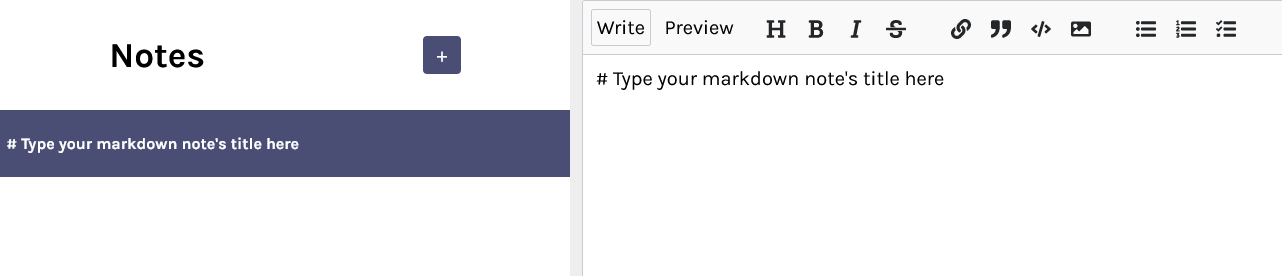 Notes
+
# Type your markdown note's title here
Write Preview H B I S
# Type your markdown note's title here